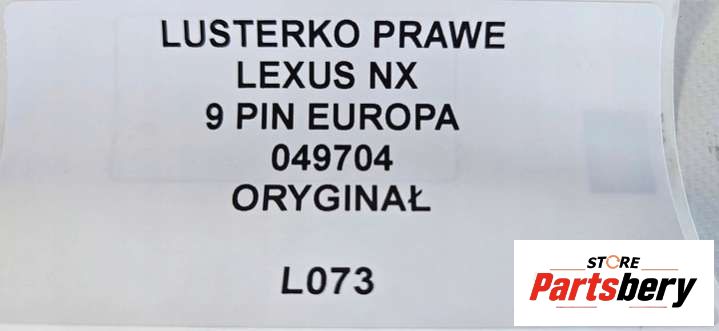 LUSTERKO PRAWE
LEXUS NX
9 PIN EUROPA
049704
ORYGINAŁ
L073
STORE
Partsbery